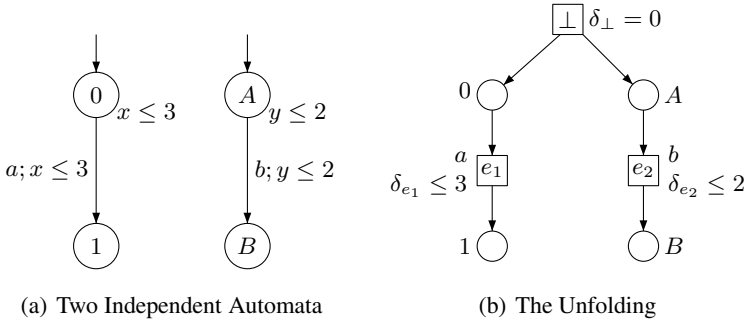 ⊥ δ⊥ = 0
0 A 0 A
x ≤ 3 y ≤ 2
a b
a; x ≤ 3 b; y ≤ 2 e₁ e₂
δe₁ ≤ 3 δe₂ ≤ 2
1 B 1 B
(a) Two Independent Automata (b) The Unfolding